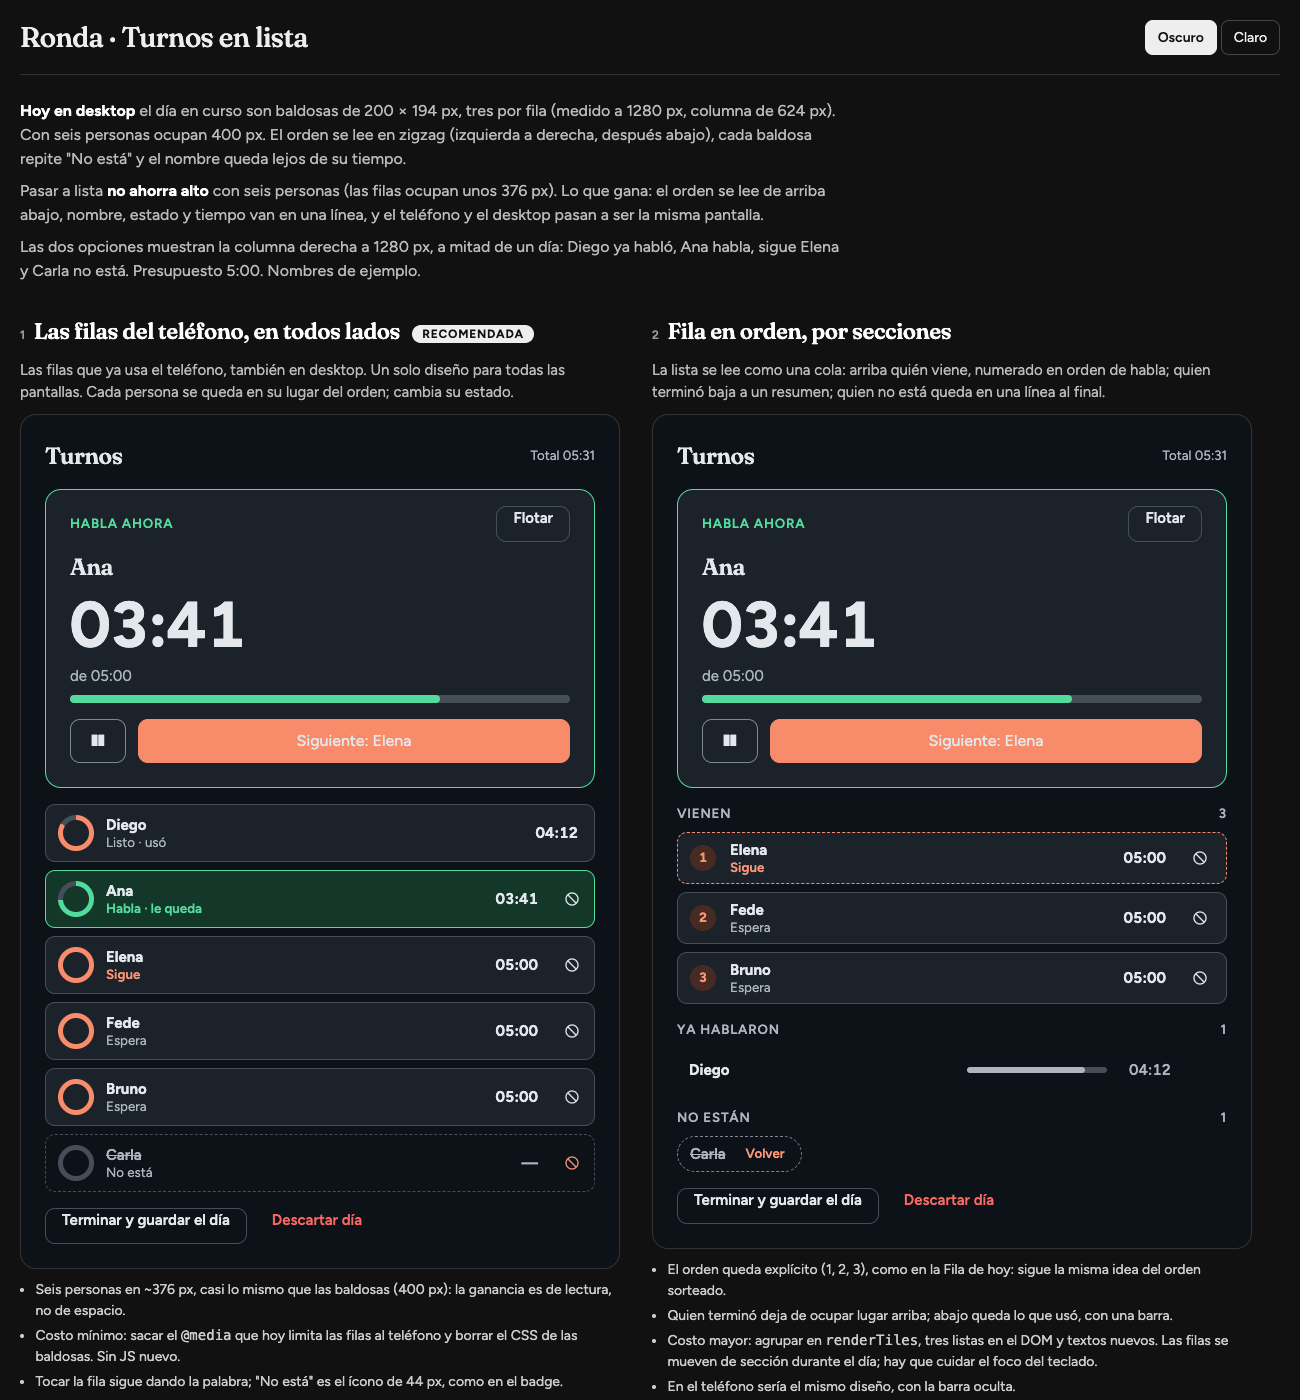 Ronda · Turnos en lista
Oscuro
Claro
Hoy en desktop el día en curso son baldosas de 200 × 194 px, tres por fila (medido a 1280 px, columna de 624 px).
Con seis personas ocupan 400 px. El orden se lee en zigzag (izquierda a derecha, después abajo), cada baldosa
repite "No está" y el nombre queda lejos de su tiempo.
Pasar a lista no ahorra alto con seis personas (las filas ocupan unos 376 px). Lo que gana: el orden se lee de arriba
abajo, nombre, estado y tiempo van en una línea, y el teléfono y el desktop pasan a ser la misma pantalla.
Las dos opciones muestran la columna derecha a 1280 px, a mitad de un día: Diego ya habló, Ana habla, sigue Elena
y Carla no está. Presupuesto 5:00. Nombres de ejemplo.
1 Las filas del teléfono, en todos lados RECOMENDADA
Las filas que ya usa el teléfono, también en desktop. Un solo diseño para todas las
pantallas. Cada persona se queda en su lugar del orden; cambia su estado.
Turnos
Total 05:31
HABLA AHORA
Flotar
Ana
03:41
de 05:00
Siguiente: Elena
Diego
Listo · usó
04:12
Ana
Habla · le queda
03:41
Elena
Sigue
05:00
Fede
Espera
05:00
Bruno
Espera
05:00
Carla
No está
—
Terminar y guardar el día
Descartar día
• Seis personas en ~376 px, casi lo mismo que las baldosas (400 px): la ganancia es de lectura,
no de espacio.
• Costo mínimo: sacar el @media que hoy limita las filas al teléfono y borrar el CSS de las
baldosas. Sin JS nuevo.
• Tocar la fila sigue dando la palabra; "No está" es el ícono de 44 px, como en el badge.
2 Fila en orden, por secciones
La lista se lee como una cola: arriba quién viene, numerado en orden de habla; quien
terminó baja a un resumen; quien no está queda en una línea al final.
Turnos
Total 05:31
HABLA AHORA
Flotar
Ana
03:41
de 05:00
Siguiente: Elena
VIENEN
3
1
Elena
Sigue
05:00
2
Fede
Espera
05:00
3
Bruno
Espera
05:00
YA HABLARON
1
Diego
04:12
NO ESTÁN
1
Carla
Volver
Terminar y guardar el día
Descartar día
• El orden queda explícito (1, 2, 3), como en la Fila de hoy: sigue la misma idea del orden
sorteado.
• Quien terminó deja de ocupar lugar arriba; abajo queda lo que usó, con una barra.
• Costo mayor: agrupar en renderTiles, tres listas en el DOM y textos nuevos. Las filas se
mueven de sección durante el día; hay que cuidar el foco del teclado.
• En el teléfono sería el mismo diseño, con la barra oculta.